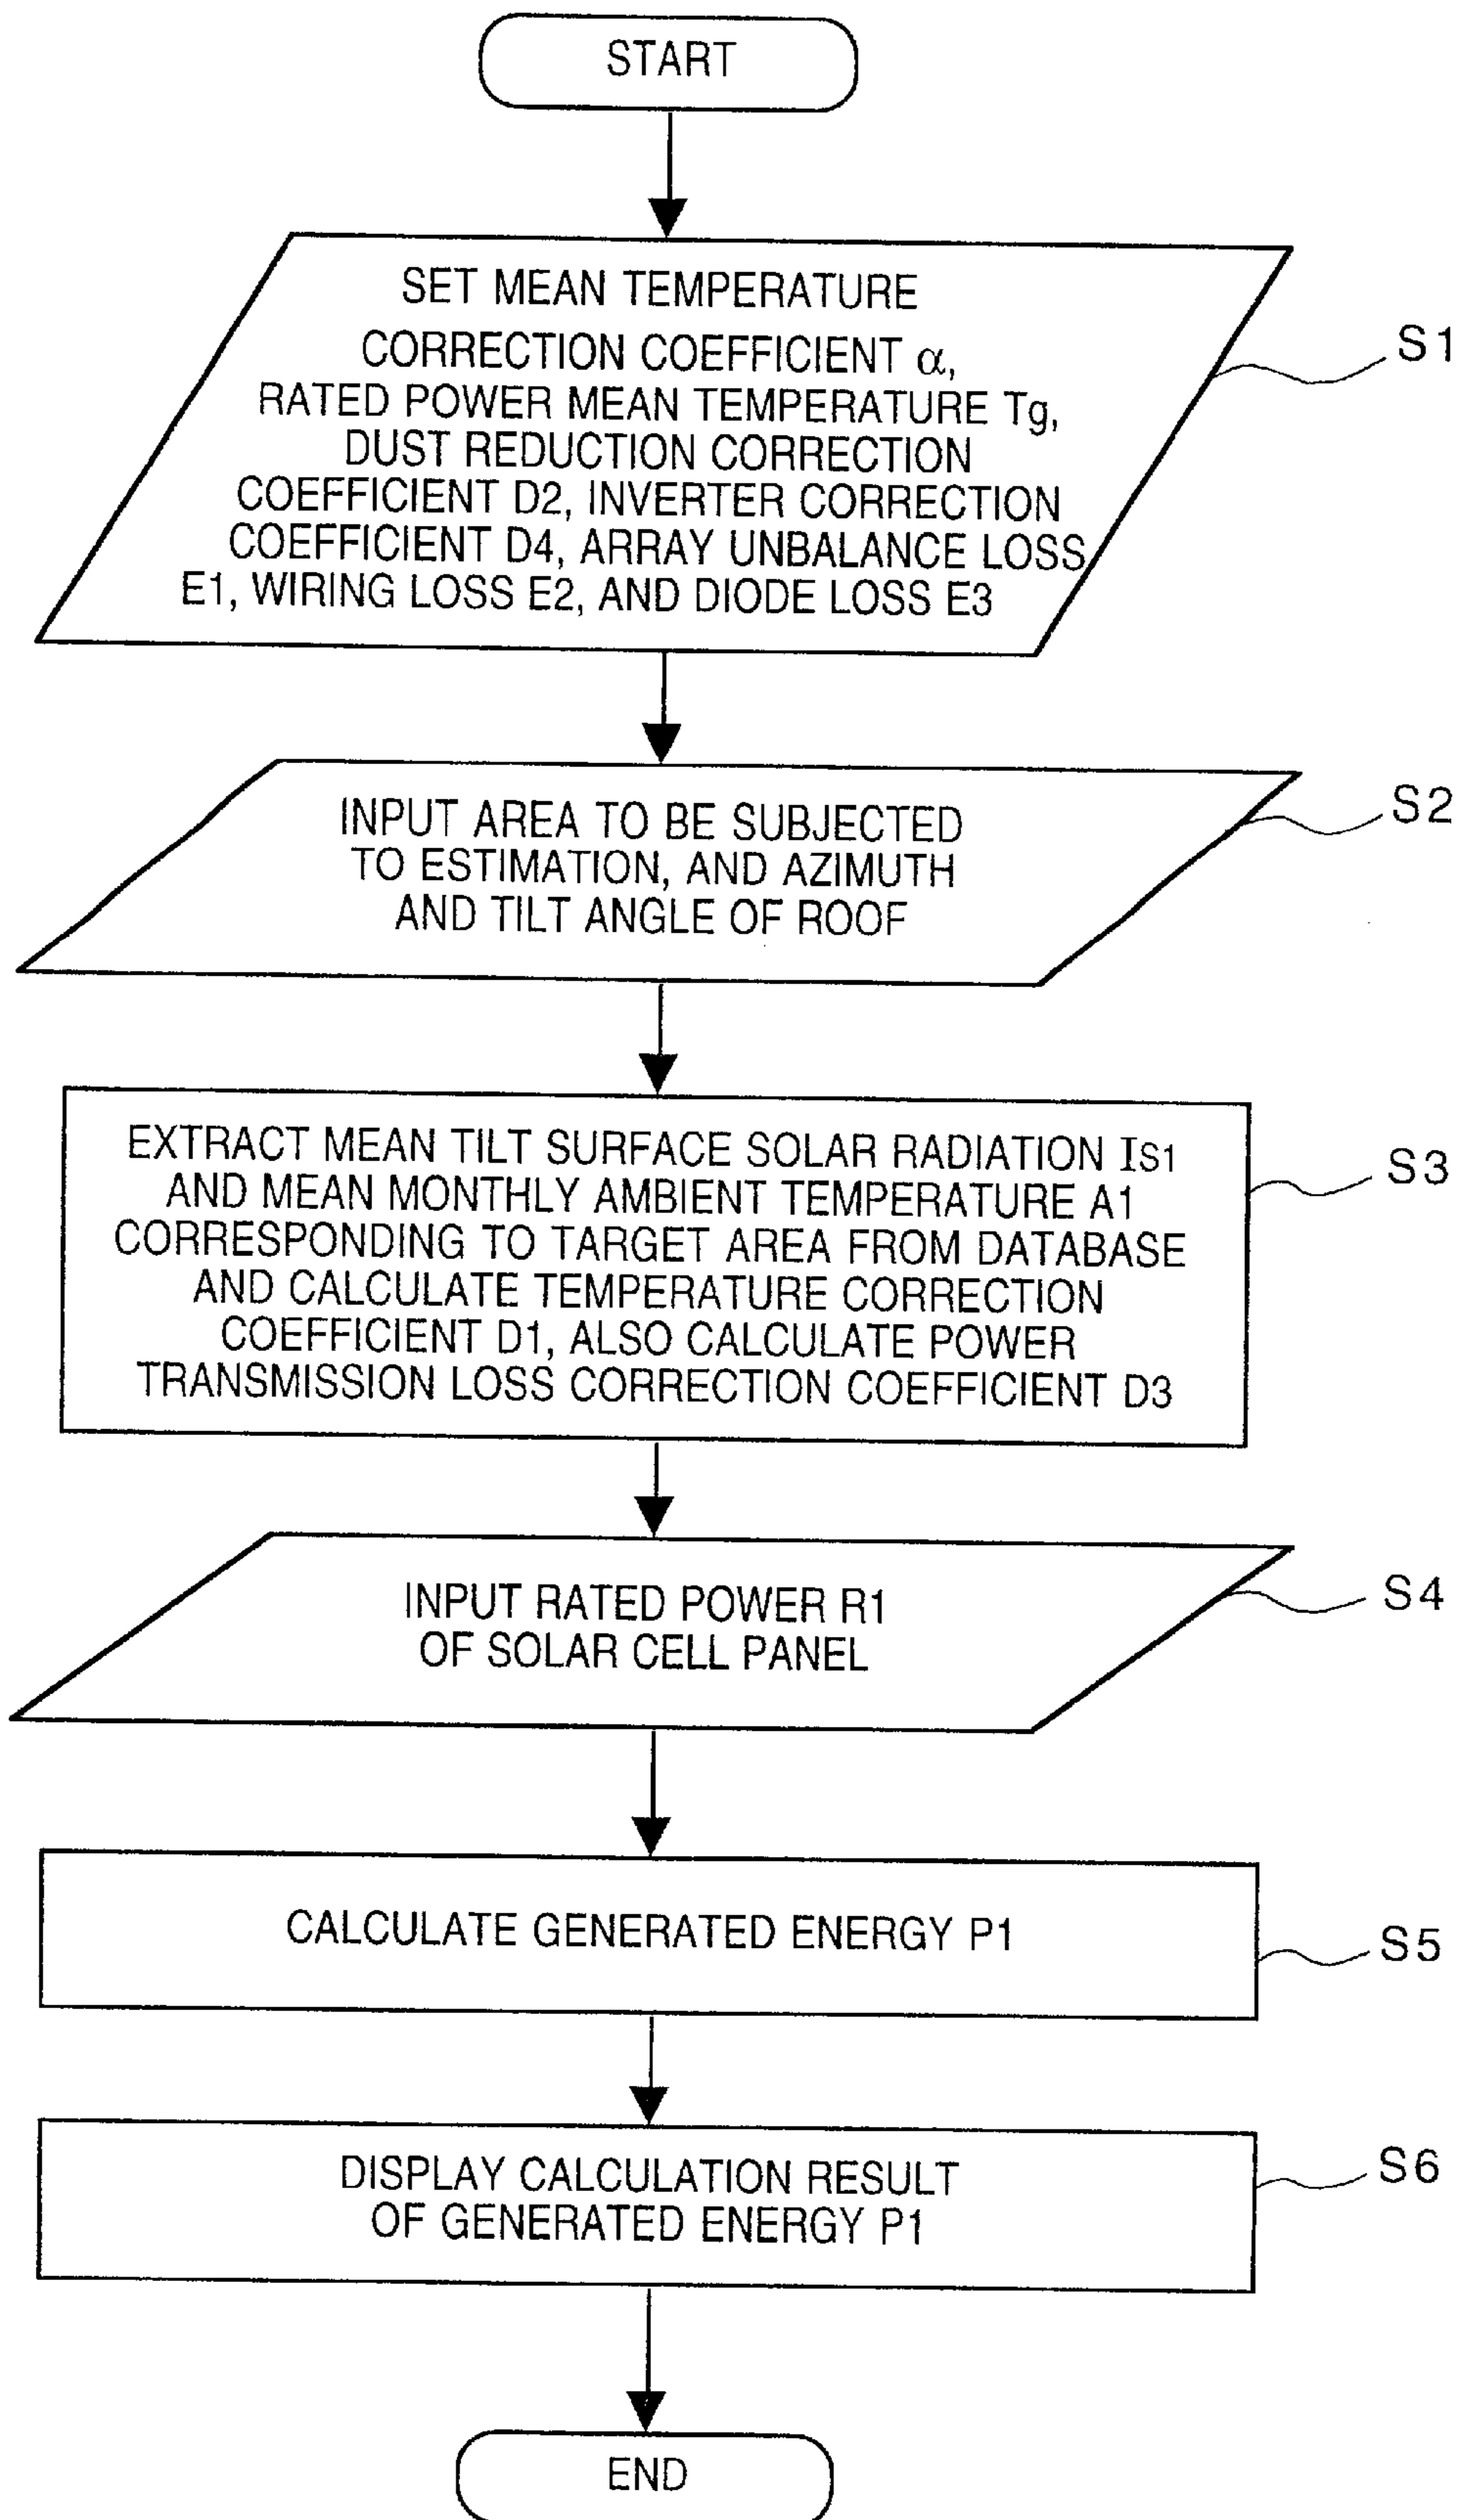 START
SET MEAN TEMPERATURE
CORRECTION COEFFICIENT α,
RATED POWER MEAN TEMPERATURE Tg,
DUST REDUCTION CORRECTION
COEFFICIENT D2, INVERTER CORRECTION
COEFFICIENT D4, ARRAY UNBALANCE LOSS
E1, WIRING LOSS E2, AND DIODE LOSS E3
S1
INPUT AREA TO BE SUBJECTED
TO ESTIMATION, AND AZIMUTH
AND TILT ANGLE OF ROOF
S2
EXTRACT MEAN TILT SURFACE SOLAR RADIATION IS1
AND MEAN MONTHLY AMBIENT TEMPERATURE A1
CORRESPONDING TO TARGET AREA FROM DATABASE
AND CALCULATE TEMPERATURE CORRECTION
COEFFICIENT D1, ALSO CALCULATE POWER
TRANSMISSION LOSS CORRECTION COEFFICIENT D3
S3
INPUT RATED POWER R1
OF SOLAR CELL PANEL
S4
CALCULATE GENERATED ENERGY P1
S5
DISPLAY CALCULATION RESULT
OF GENERATED ENERGY P1
S6
END